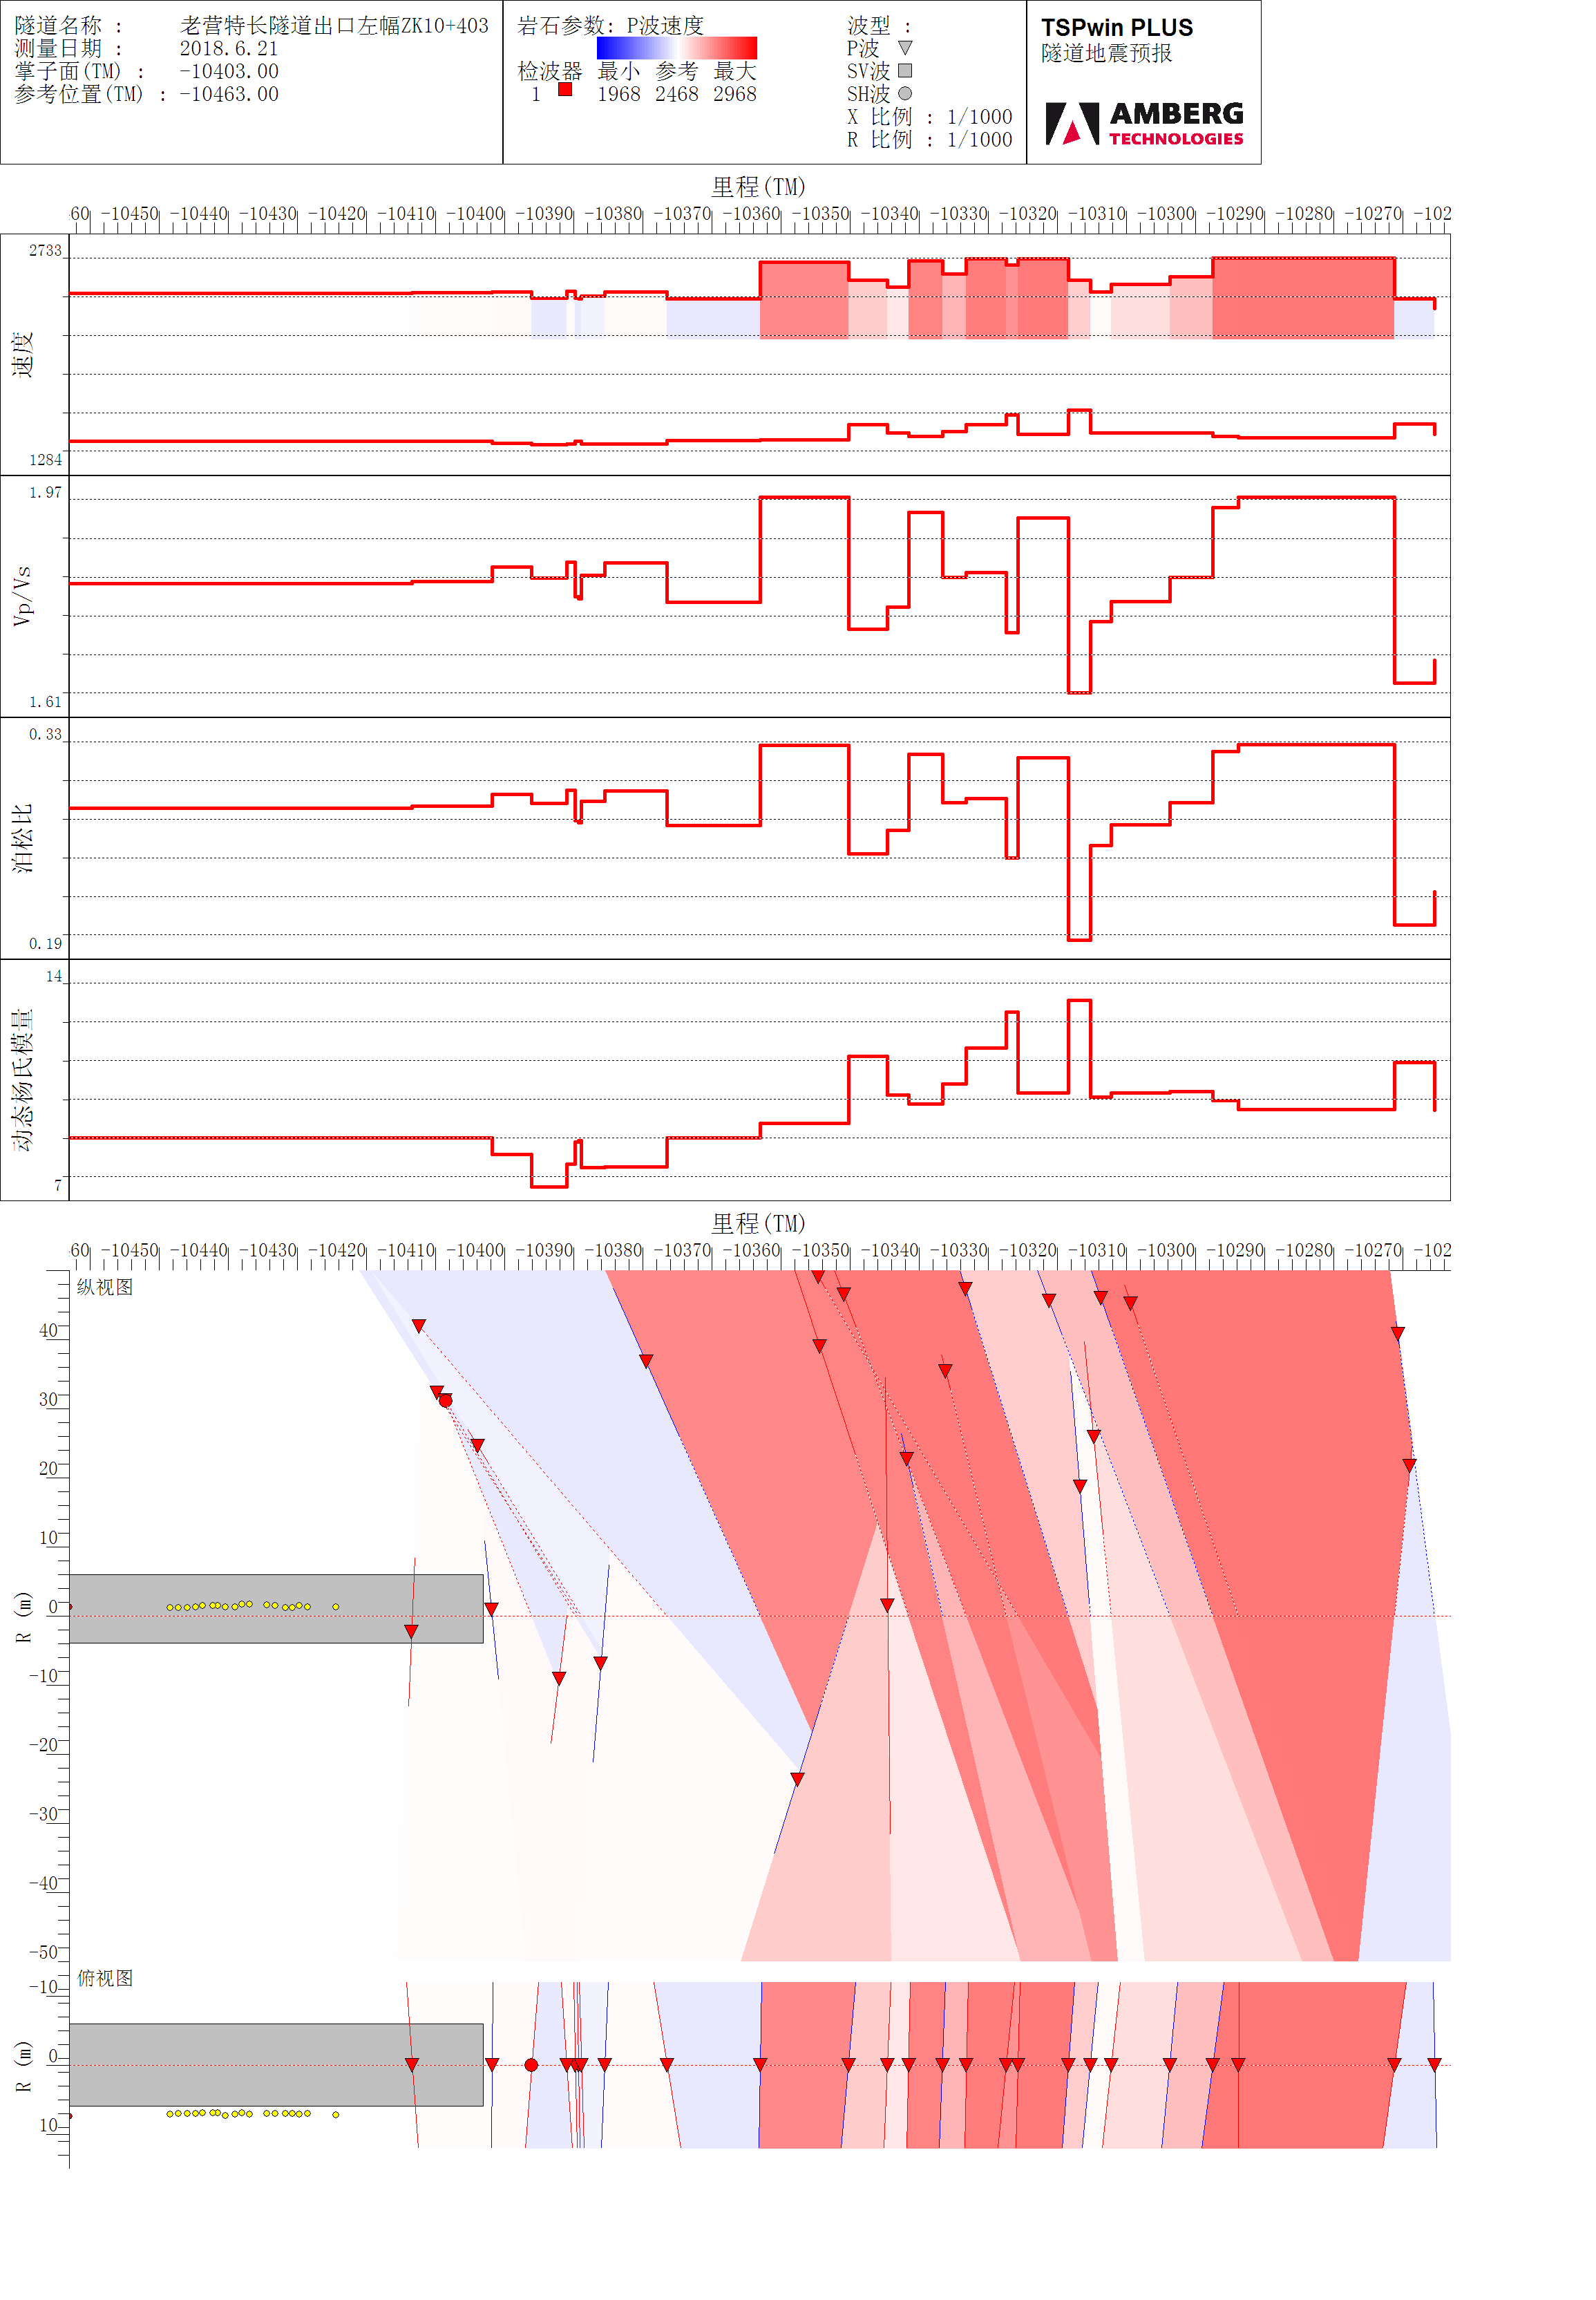 隧道名称 : 老营特长隧道出口左幅ZK10+403
测量日期 : 2018.6.21
掌子面(TM) : -10403.00
参考位置(TM) : -10463.00
岩石参数: P波速度
检波器 最小 参考 最大
1 1968 2468 2968
波型 :
P波
SV波
SH波
X 比例 : 1/1000
R 比例 : 1/1000
TSPwin PLUS
隧道地震预报
AMBERG
TECHNOLOGIES
里程(TM)
60 -10450 -10440 -10430 -10420 -10410 -10400 -10390 -10380 -10370 -10360 -10350 -10340 -10330 -10320 -10310 -10300 -10290 -10280 -10270 -102
2733
速度
1284
1.97
Vp/Vs
1.61
0.33
泊松比
0.19
14
动态杨氏模量
7
里程(TM)
60 -10450 -10440 -10430 -10420 -10410 -10400 -10390 -10380 -10370 -10360 -10350 -10340 -10330 -10320 -10310 -10300 -10290 -10280 -10270 -102
纵视图
40
30
20
10
0
R (m)
-10
-20
-30
-40
-50
俯视图
-10
0
R (m)
10